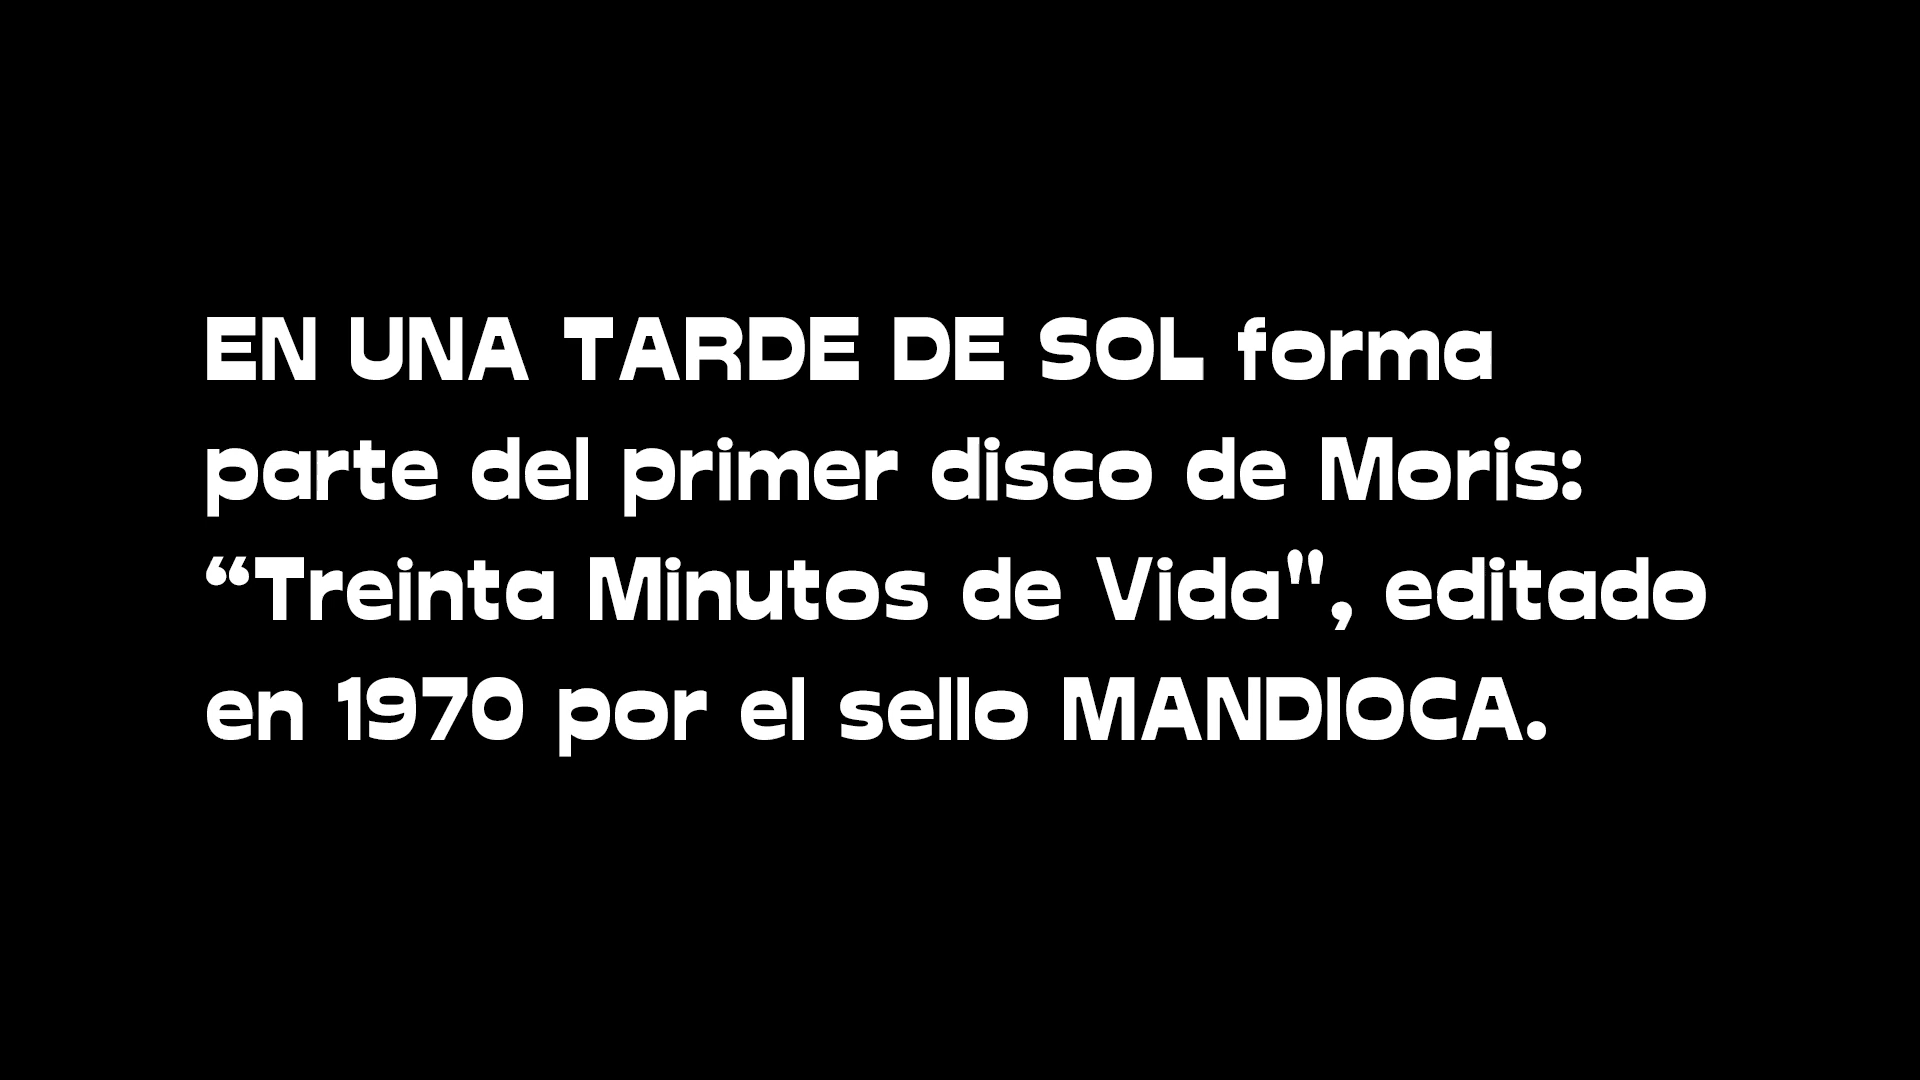 EN UNA TARDE DE SOL forma
parte del primer disco de Moris:
“Treinta Minutos de Vida", editado
en 1970 por el sello MANDIOCA.